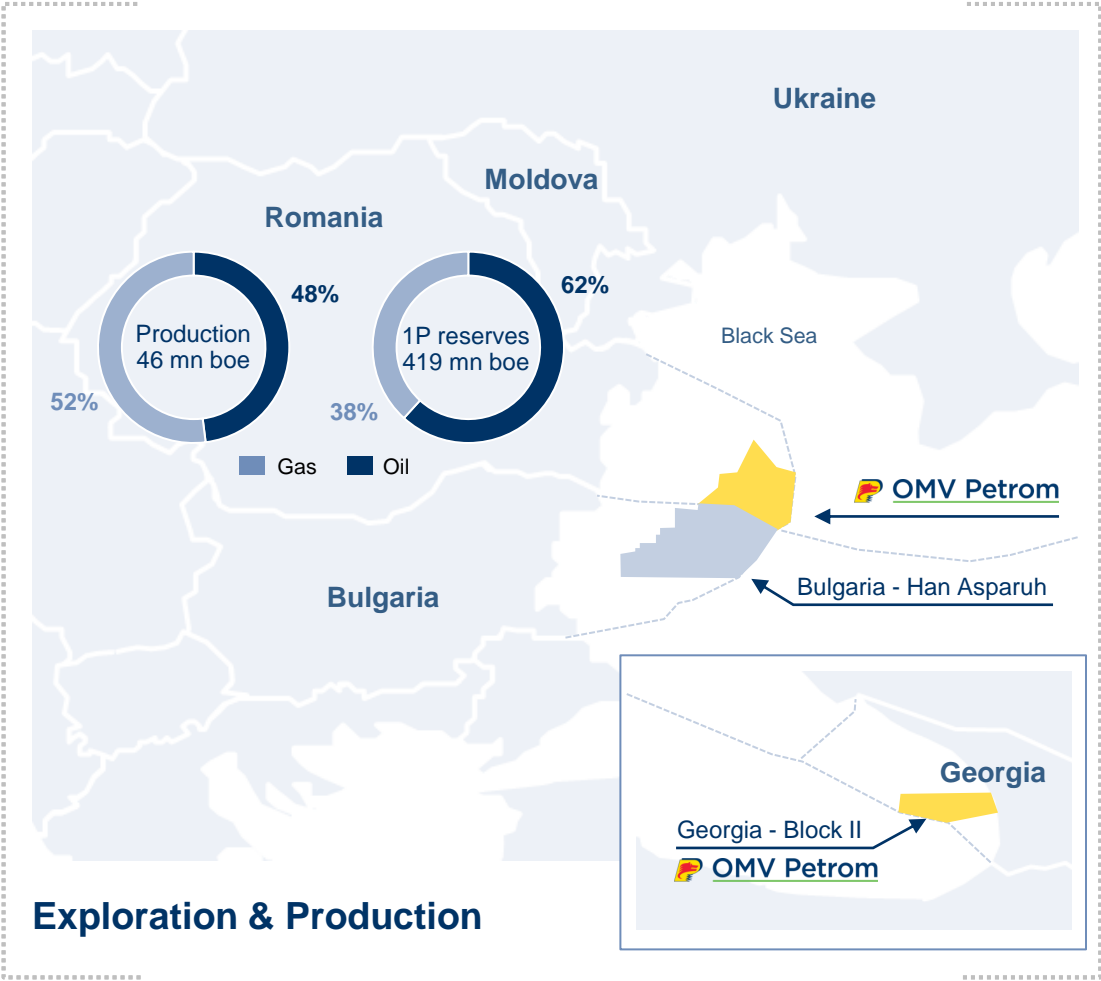 Ukraine
Moldova
Romania
48%
62%
Production
46 mn boe
1P reserves
419 mn boe
Black Sea
52%
38%
Gas
Oil
OMV Petrom
Bulgaria - Han Asparuh
Bulgaria
Georgia
Georgia - Block II
OMV Petrom
Exploration & Production